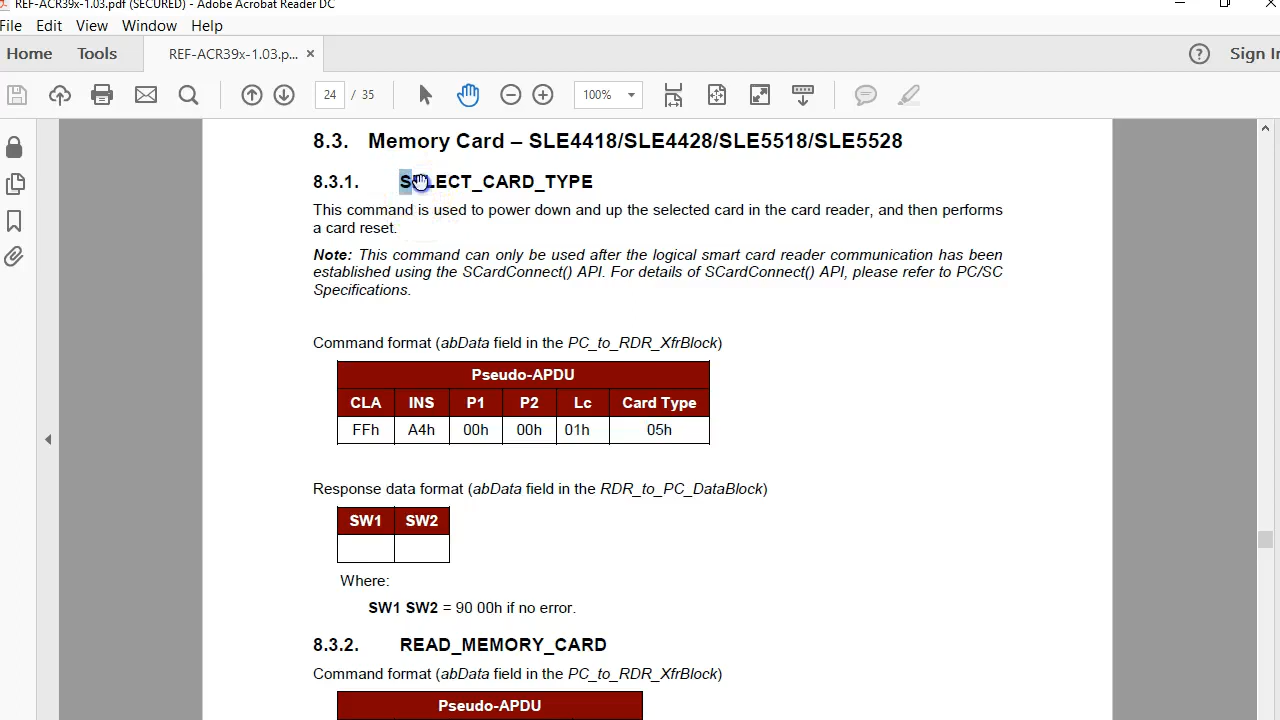 REF-ACR39x-1.03.pdf (SECURED) - Adobe Acrobat Reader DC
File Edit View Window Help
Home Tools REF-ACR39x-1.03.p... × Sign In
24 / 35 100%
8.3. Memory Card – SLE4418/SLE4428/SLE5518/SLE5528
8.3.1. SELECT_CARD_TYPE
This command is used to power down and up the selected card in the card reader, and then performs
a card reset.
Note: This command can only be used after the logical smart card reader communication has been
established using the SCardConnect() API. For details of SCardConnect() API, please refer to PC/SC
Specifications.
Command format (abData field in the PC_to_RDR_XfrBlock)
Pseudo-APDU
CLA INS P1 P2 Lc Card Type
FFh A4h 00h 00h 01h 05h
Response data format (abData field in the RDR_to_PC_DataBlock)
SW1 SW2
Where:
SW1 SW2 = 90 00h if no error.
8.3.2. READ_MEMORY_CARD
Command format (abData field in the PC_to_RDR_XfrBlock)
Pseudo-APDU